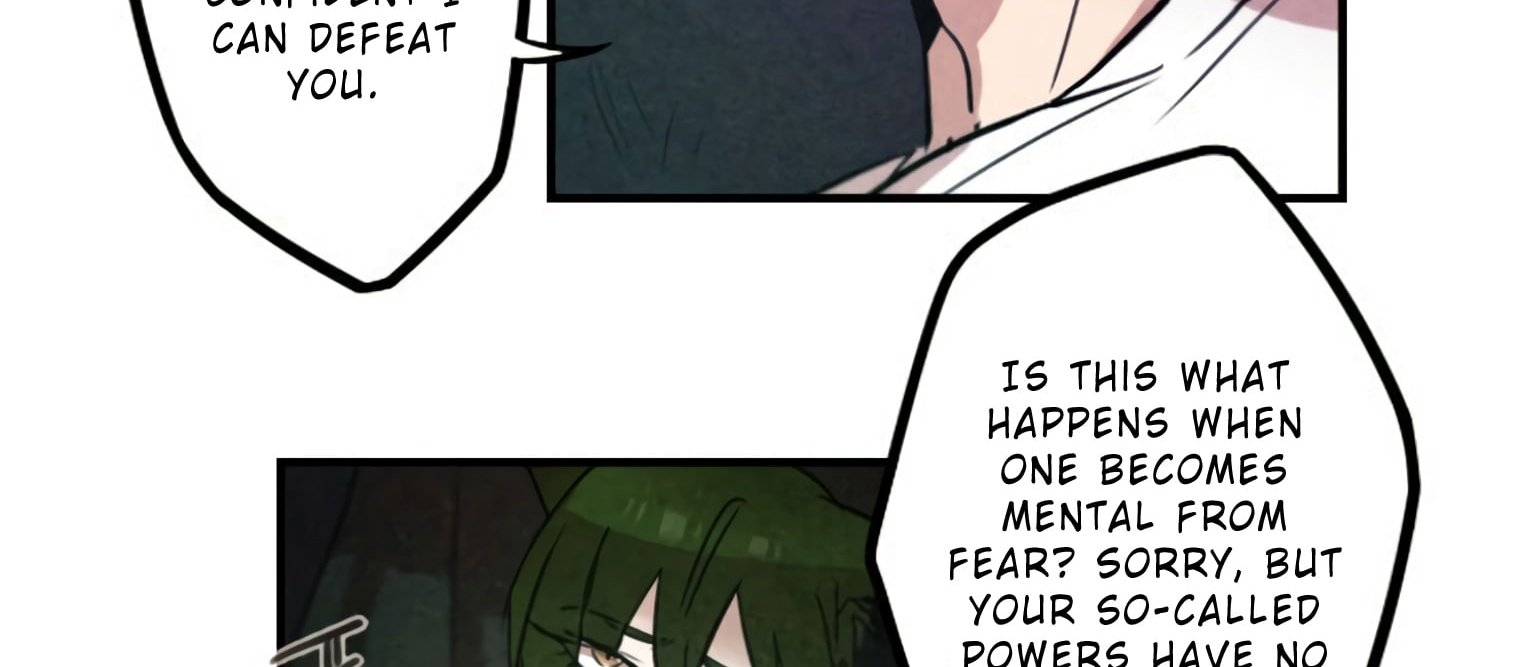 CONFIDENT I
CAN DEFEAT
YOU.
IS THIS WHAT
HAPPENS WHEN
ONE BECOMES
MENTAL FROM
FEAR? SORRY, BUT
YOUR SO-CALLED
POWERS HAVE NO